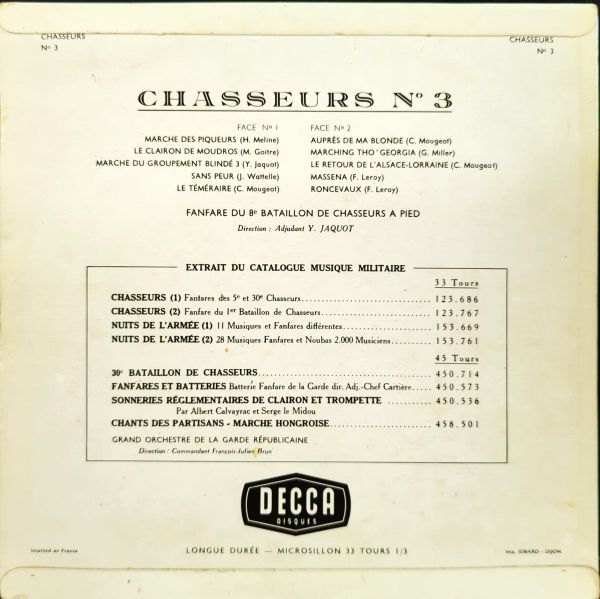 CHASSEURS
Nº 3
CHASSEURS
Nº 3
CHASSEURS Nº 3
FACE Nº 1
MARCHE DES PIQUEURS (H. Meline)
LE CLAIRON DE MOUDROS (M. Goitre)
MARCHE DU GROUPEMENT BLINDÉ 3 (Y. Jaquot)
SANS PEUR (J. Wattelle)
LE TÉMÉRAIRE (C. Mougeot)
FACE Nº 2
AUPRÈS DE MA BLONDE (C. Mougeot)
MARCHING THO' GEORGIA (G. Miller)
LE RETOUR DE L'ALSACE-LORRAINE (C. Mougeot)
MASSENA (F. Leroy)
RONCEVAUX (F. Leroy)
FANFARE DU 8e BATAILLON DE CHASSEURS A PIED
Direction : Adjudant Y. JAQUOT
EXTRAIT DU CATALOGUE MUSIQUE MILITAIRE
33 Tours
CHASSEURS (1) Fanfares des 5e et 30e Chasseurs 123.686
CHASSEURS (2) Fanfare du 1er Bataillon de Chasseurs 123.767
NUITS DE L'ARMÉE (1) 11 Musiques et Fanfares différentes 153.669
NUITS DE L'ARMÉE (2) 28 Musiques Fanfares et Noubas 2.000 Musiciens 153.761
45 Tours
30e BATAILLON DE CHASSEURS 450.714
FANFARES ET BATTERIES Batterie Fanfare de la Garde dir. Adj.-Chef Cartière 450.573
SONNERIES RÉGLEMENTAIRES DE CLAIRON ET TROMPETTE 450.536
Par Albert Calvayrac et Serge le Midou
CHANTS DES PARTISANS - MARCHE HONGROISE 458.501
GRAND ORCHESTRE DE LA GARDE RÉPUBLICAINE
Direction : Commandant François-Julien Brun
DECCA
DISQUES
Imprimé en France
LONGUE DURÉE — MICROSILLON 33 TOURS 1/3
Imp. JOBARD - DIJON